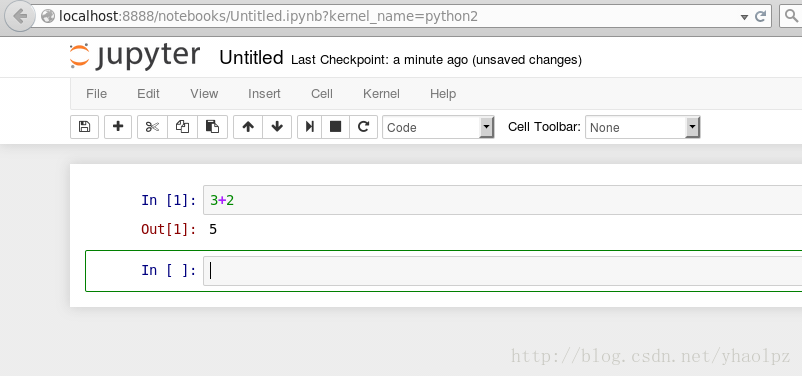 localhost:8888/notebooks/Untitled.ipynb?kernel_name=python2
jupyter Untitled Last Checkpoint: a minute ago (unsaved changes)
File Edit View Insert Cell Kernel Help
Code Cell Toolbar: None
In [1]: 3+2
Out[1]: 5
In [ ]:
http://blog.csdn.net/yhaolpz